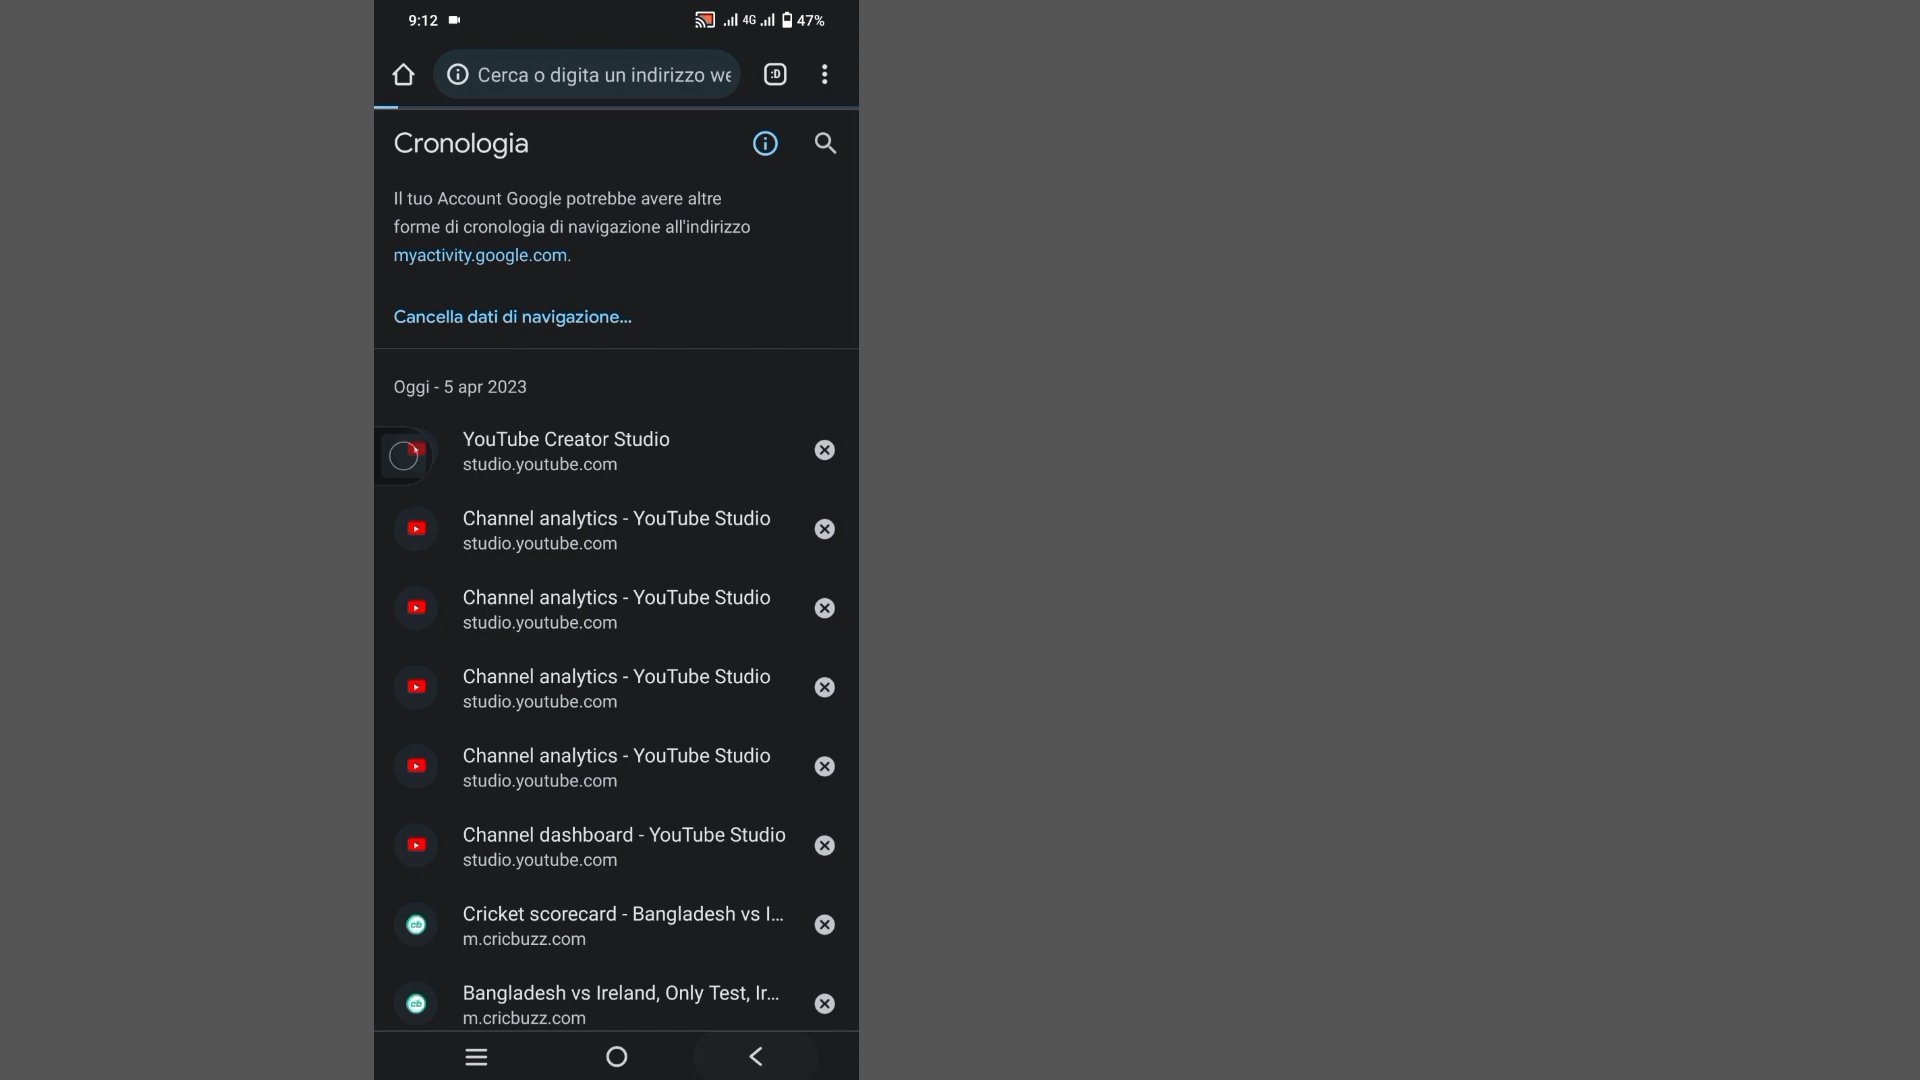 9:12
4G
47%
Cerca o digita un indirizzo we
:D
Cronologia
Il tuo Account Google potrebbe avere altre
forme di cronologia di navigazione all'indirizzo
myactivity.google.com.
Cancella dati di navigazione...
Oggi - 5 apr 2023
YouTube Creator Studio
studio.youtube.com
Channel analytics - YouTube Studio
studio.youtube.com
Channel analytics - YouTube Studio
studio.youtube.com
Channel analytics - YouTube Studio
studio.youtube.com
Channel analytics - YouTube Studio
studio.youtube.com
Channel dashboard - YouTube Studio
studio.youtube.com
cb
Cricket scorecard - Bangladesh vs I...
m.cricbuzz.com
cb
Bangladesh vs Ireland, Only Test, Ir...
m.cricbuzz.com